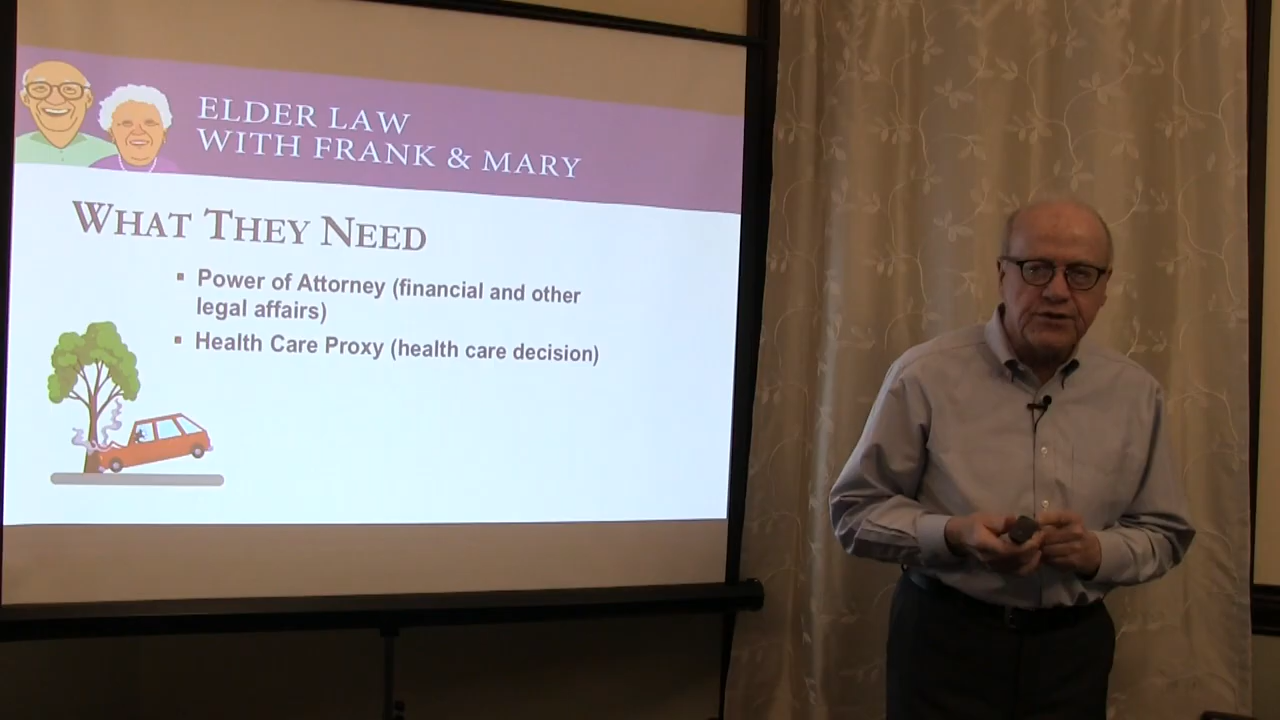 ELDER LAW
WITH FRANK & MARY
WHAT THEY NEED
▪ Power of Attorney (financial and other
legal affairs)
▪ Health Care Proxy (health care decision)